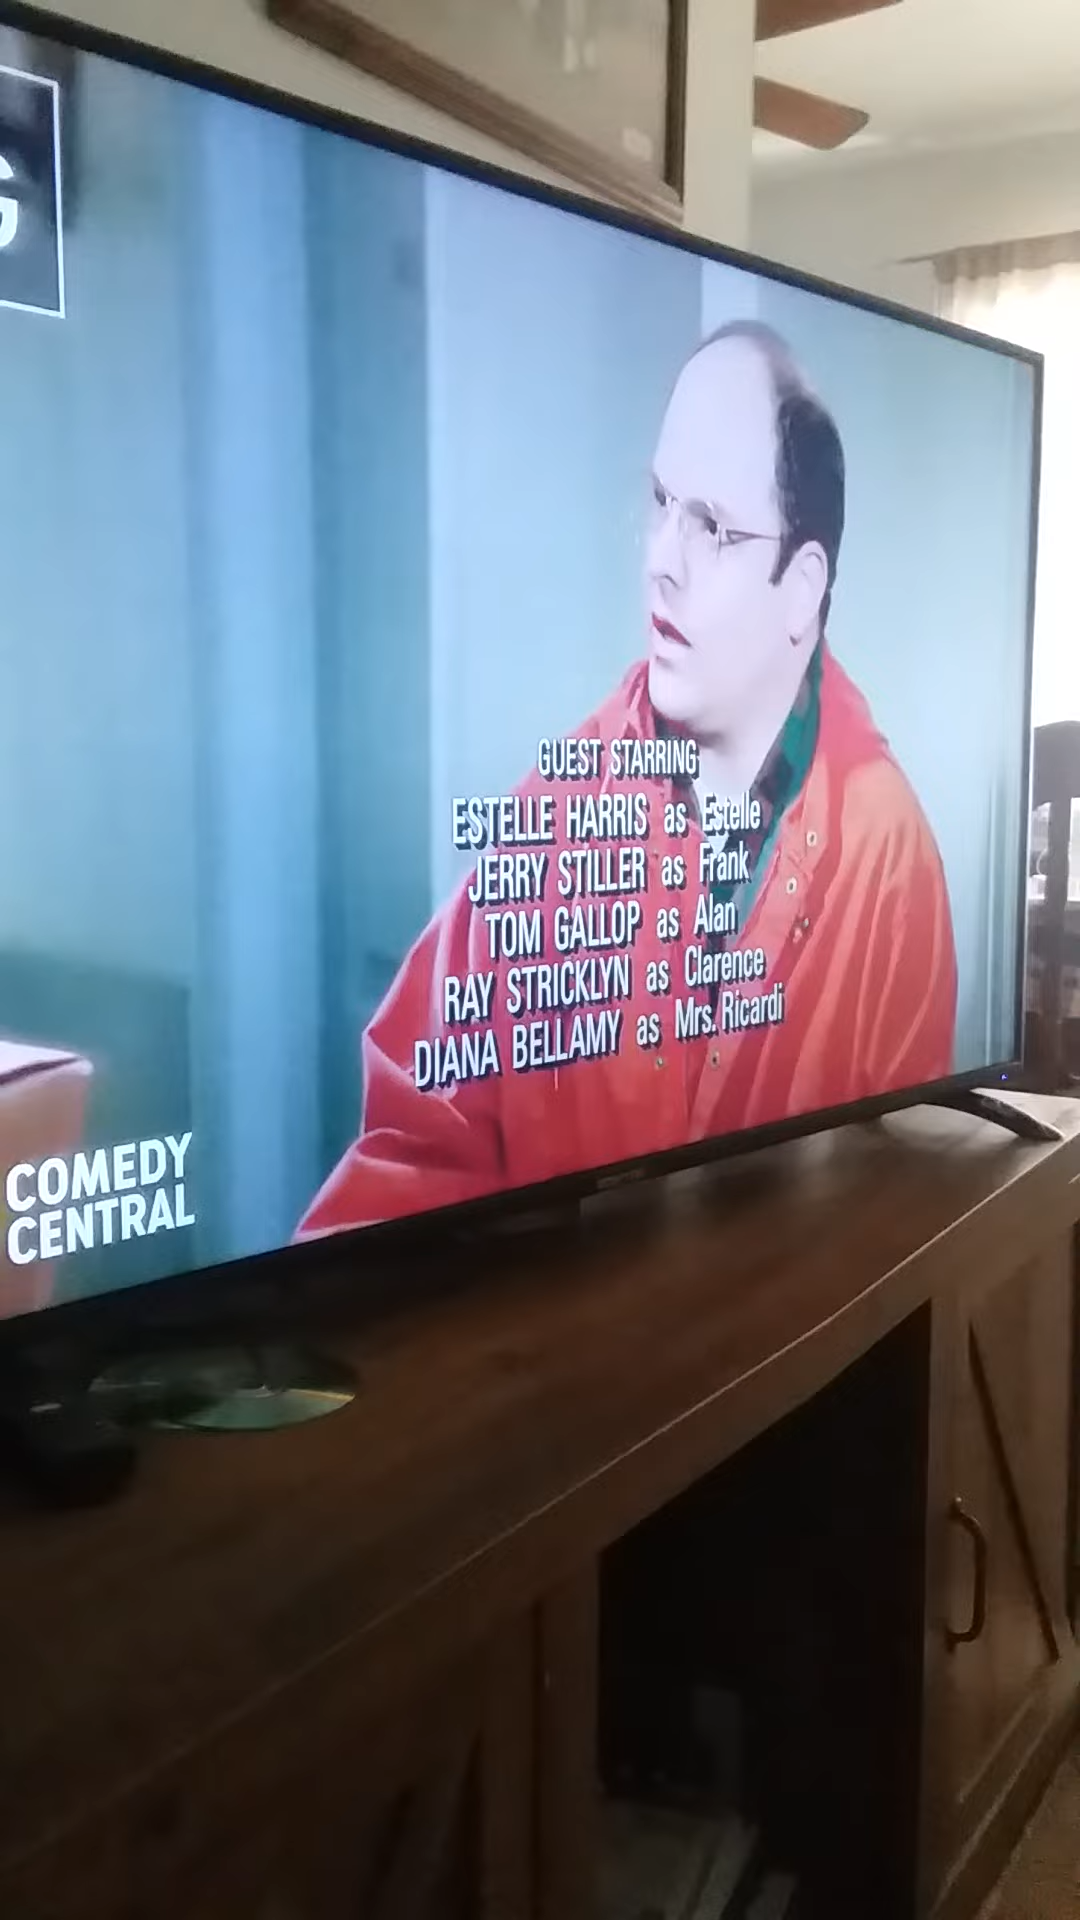 G
GUEST STARRING
ESTELLE HARRIS as Estelle
JERRY STILLER as Frank
TOM GALLOP as Alan
RAY STRICKLYN as Clarence
DIANA BELLAMY as Mrs. Ricardi
COMEDY
CENTRAL